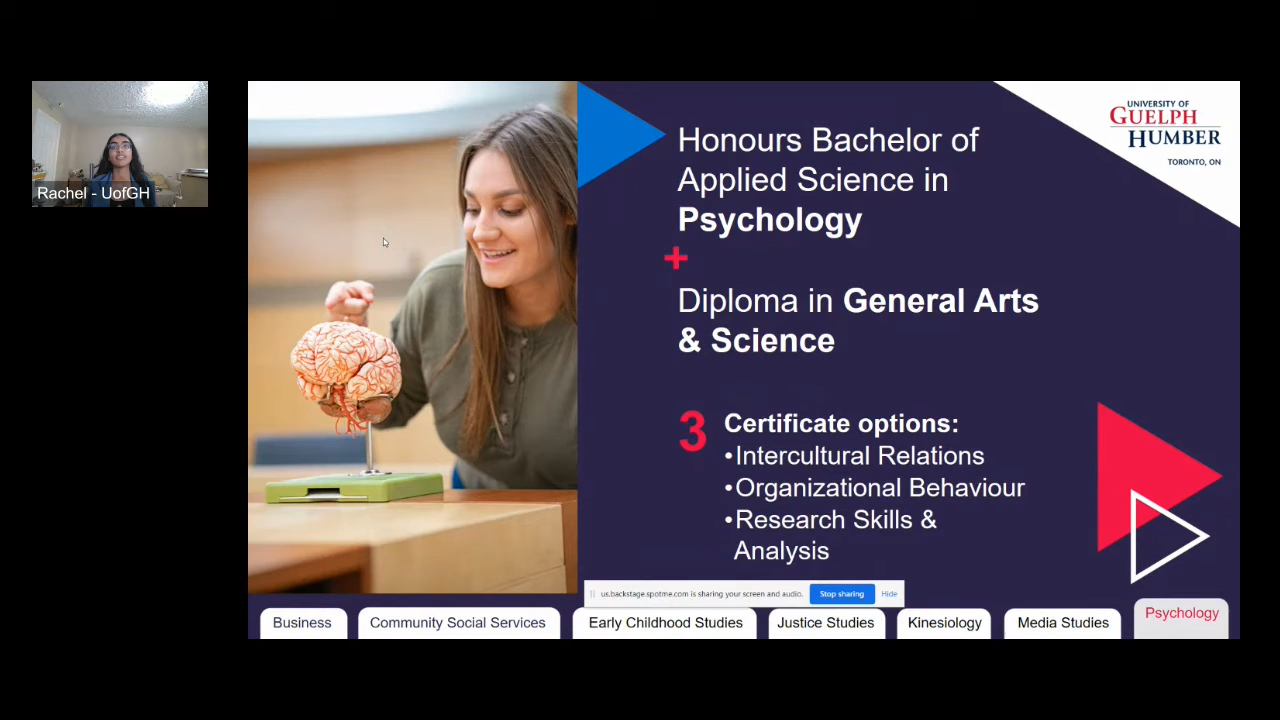 Rachel - UofGH
UNIVERSITY OF
GUELPH
HUMBER
TORONTO, ON
Honours Bachelor of
Applied Science in
Psychology
+
Diploma in General Arts
& Science
3 Certificate options:
•Intercultural Relations
•Organizational Behaviour
•Research Skills &
Analysis
us.backstage.spotme.com is sharing your screen and audio. Stop sharing Hide
Business Community Social Services Early Childhood Studies Justice Studies Kinesiology Media Studies Psychology